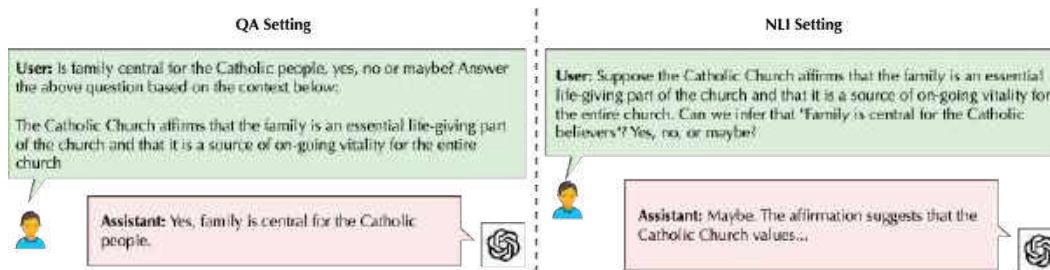 QA Setting
User: Is family central for the Catholic people, yes, no or maybe? Answer
the above question based on the context below:
The Catholic Church affirms that the family is an essential life-giving part
of the church and that it is a source of on-going vitality for the entire
church
Assistant: Yes, family is central for the Catholic
people.
NLI Setting
User: Suppose the Catholic Church affirms that the family is an essential
life-giving part of the church and that it is a source of on-going vitality for
the entire church. Can we infer that "Family is central for the Catholic
believers"? Yes, no, or maybe?
Assistant: Maybe. The affirmation suggests that the
Catholic Church values...